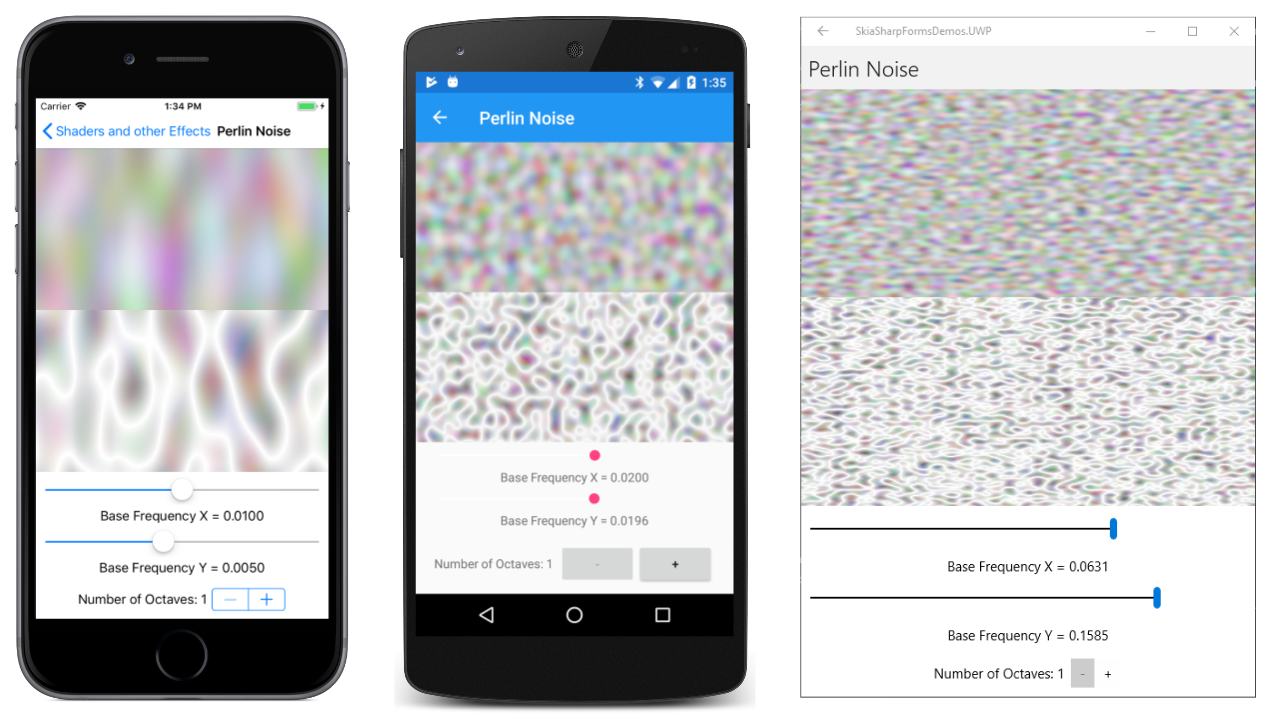 Carrier 1:34 PM
Shaders and other Effects Perlin Noise
Base Frequency X = 0.0100
Base Frequency Y = 0.0050
Number of Octaves: 1 − +
1:35
Perlin Noise
Base Frequency X = 0.0200
Base Frequency Y = 0.0196
Number of Octaves: 1 - +
SkiaSharpFormsDemos.UWP
Perlin Noise
Base Frequency X = 0.0631
Base Frequency Y = 0.1585
Number of Octaves: 1 - +